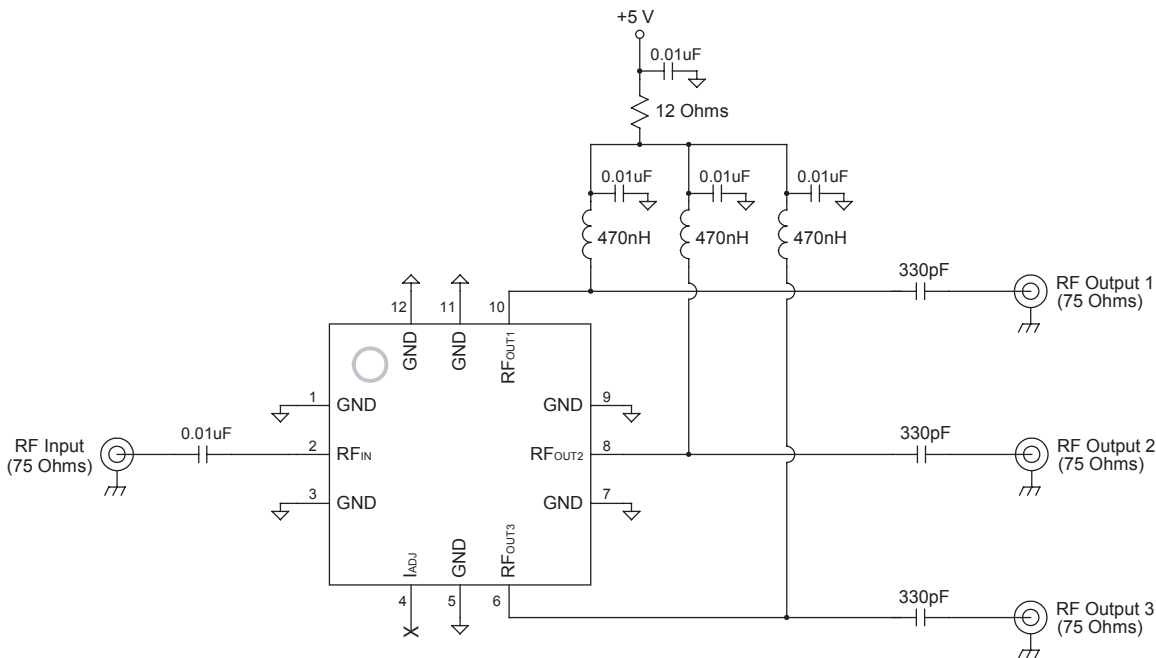 +5 V
0.01uF
12 Ohms
0.01uF
0.01uF
0.01uF
470nH
470nH
470nH
330pF
RF Output 1
(75 Ohms)
12
11
10
GND
GND
RFOUT1
1
GND
GND
9
RF Input
(75 Ohms)
0.01uF
2
RFIN
RFOUT2
8
330pF
RF Output 2
(75 Ohms)
3
GND
GND
7
IADJ
GND
RFOUT3
4
5
6
330pF
RF Output 3
(75 Ohms)